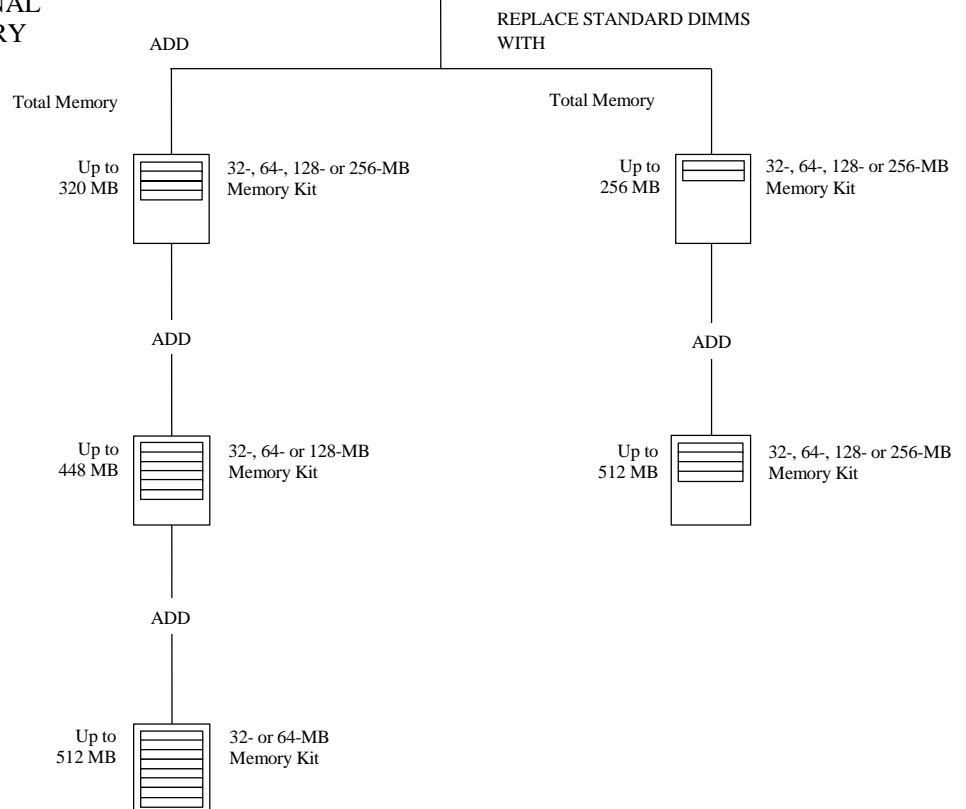 ADD
REPLACE STANDARD DIMMS
WITH
Total Memory
Up to
320 MB
32-, 64-, 128- or 256-MB
Memory Kit
ADD
Up to
448 MB
32-, 64- or 128-MB
Memory Kit
ADD
Up to
512 MB
32- or 64-MB
Memory Kit
Total Memory
Up to
256 MB
32-, 64-, 128- or 256-MB
Memory Kit
ADD
Up to
512 MB
32-, 64-, 128- or 256-MB
Memory Kit